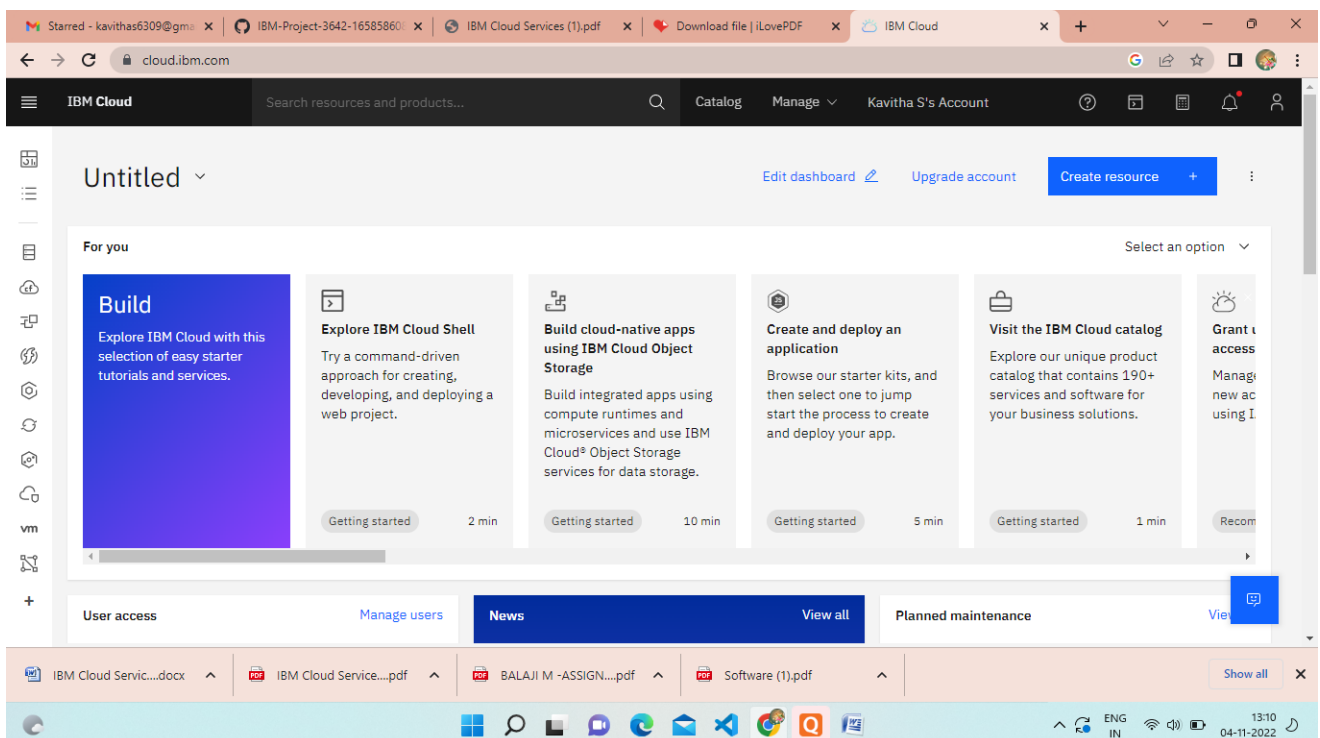 Starred - kavithas6309@gma
IBM-Project-3642-16585860
IBM Cloud Services (1).pdf
Download file | iLovePDF
IBM Cloud
cloud.ibm.com
IBM Cloud
Search resources and products...
Catalog
Manage
Kavitha S's Account
Untitled
Edit dashboard
Upgrade account
Create resource +
For you
Select an option
Build
Explore IBM Cloud with this
selection of easy starter
tutorials and services.
Explore IBM Cloud Shell
Try a command-driven
approach for creating,
developing, and deploying a
web project.
Getting started 2 min
Build cloud-native apps
using IBM Cloud Object
Storage
Build integrated apps using
compute runtimes and
microservices and use IBM
Cloud® Object Storage
services for data storage.
Getting started 10 min
Create and deploy an
application
Browse our starter kits, and
then select one to jump
start the process to create
and deploy your app.
Getting started 5 min
Visit the IBM Cloud catalog
Explore our unique product
catalog that contains 190+
services and software for
your business solutions.
Getting started 1 min
Grant
access
Manage
new ac
using
Recom
vm
User access
Manage users
News
View all
Planned maintenance
Vie
IBM Cloud Servic....docx
IBM Cloud Service....pdf
BALAJI M -ASSIGN....pdf
Software (1).pdf
Show all
ENG
IN
13:10
04-11-2022